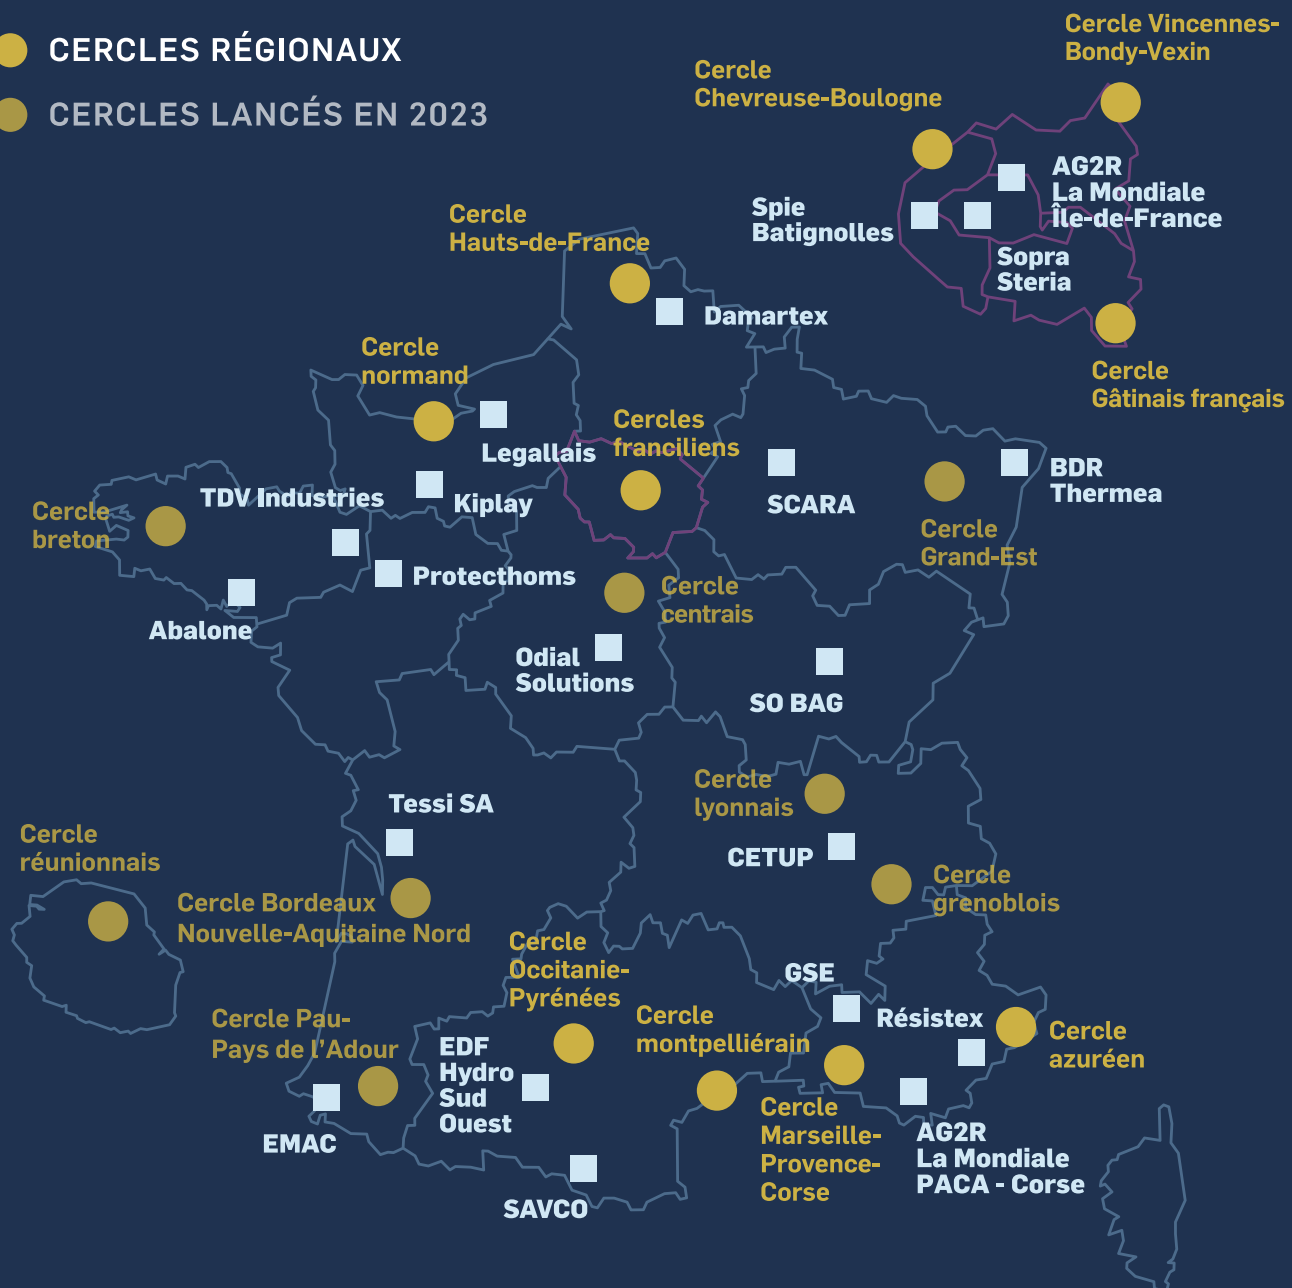 CERCLES RÉGIONAUX
CERCLES LANCÉS EN 2023
Cercle Vincennes-
Bondy-Vexin
Cercle
Chevreuse-Boulogne
AG2R
La Mondiale
Île-de-France
Spie
Batignolles
Sopra
Steria
Cercle
Gâtinais français
Cercle
Hauts-de-France
Damartex
Cercle
normand
Legallais
Cercles
franciliens
TDV Industries
Kiplay
SCARA
BDR
Thermea
Cercle
breton
Cercle
Grand-Est
Protecthoms
Cercle
centrais
Abalone
Odial
Solutions
SO BAG
Cercle
lyonnais
Tessi SA
CETUP
Cercle
réunionnais
Cercle
grenoblois
Cercle Bordeaux
Nouvelle-Aquitaine Nord
Cercle
Occitanie-
Pyrénées
GSE
Cercle Pau-
Pays de l'Adour
Cercle
montpelliérain
Résistex
Cercle
azuréen
EDF
Hydro
Sud
Ouest
EMAC
Cercle
Marseille-
Provence-
Corse
AG2R
La Mondiale
PACA - Corse
SAVCO